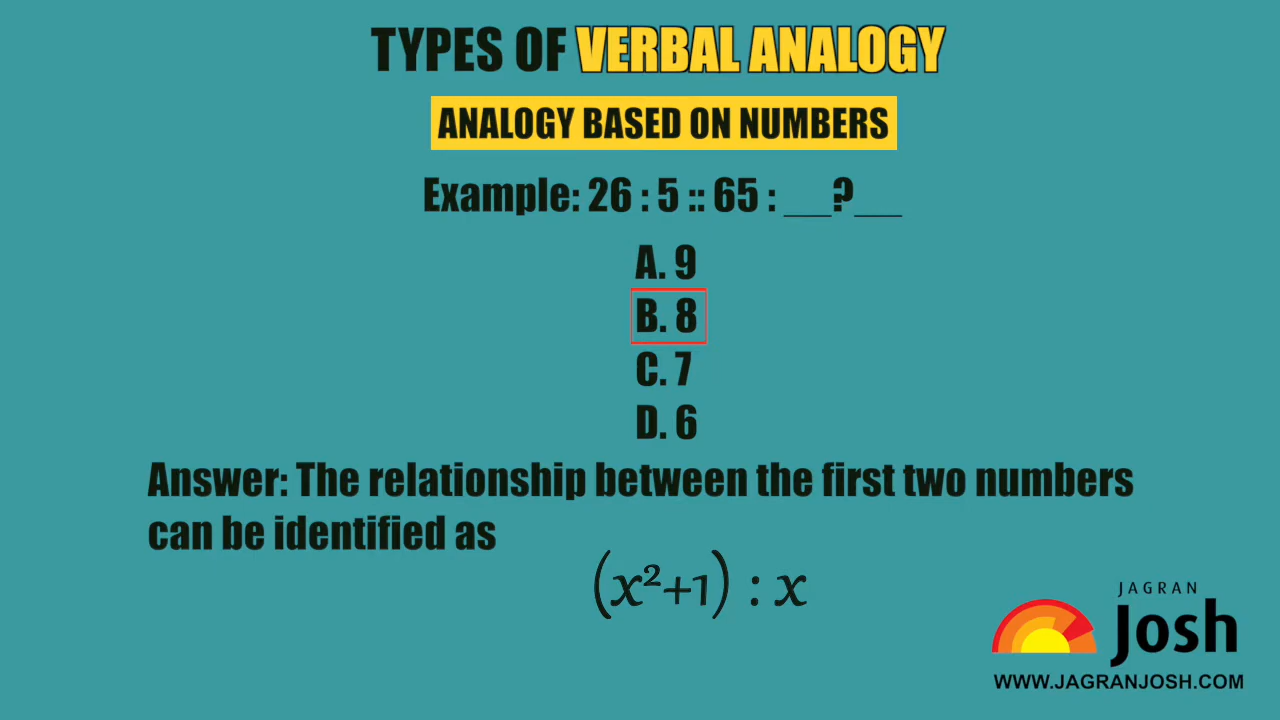 TYPES OF VERBAL ANALOGY
ANALOGY BASED ON NUMBERS
Example: 26 : 5 :: 65 : __?__
A. 9
B. 8
C. 7
D. 6
Answer: The relationship between the first two numbers
can be identified as
(x²+1) : x
JAGRAN
Josh
WWW.JAGRANJOSH.COM